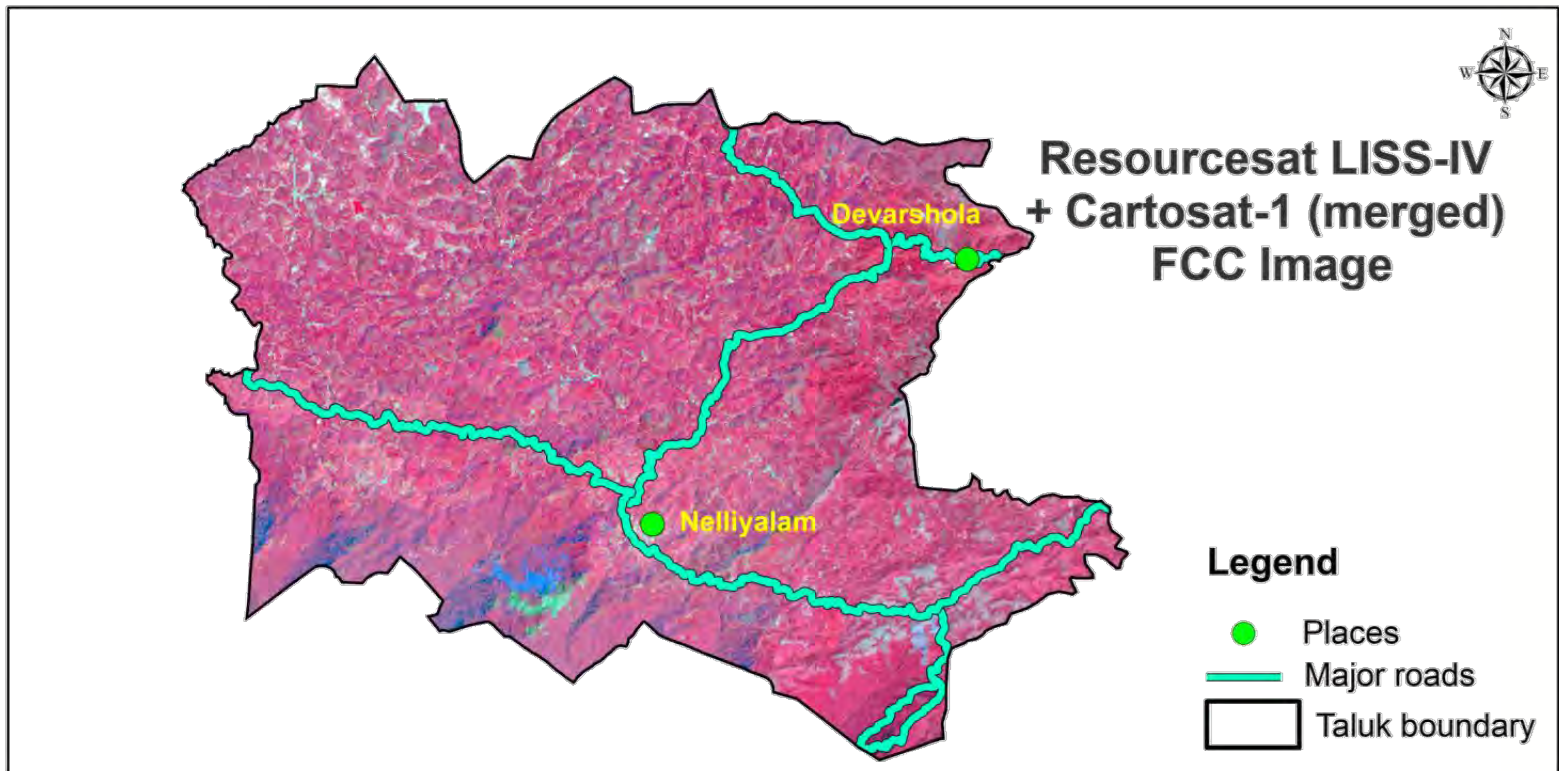 N
W E
S
Resourcesat LISS-IV
+ Cartosat-1 (merged)
FCC Image
Devarshola
Nelliyalam
Legend
Places
Major roads
Taluk boundary